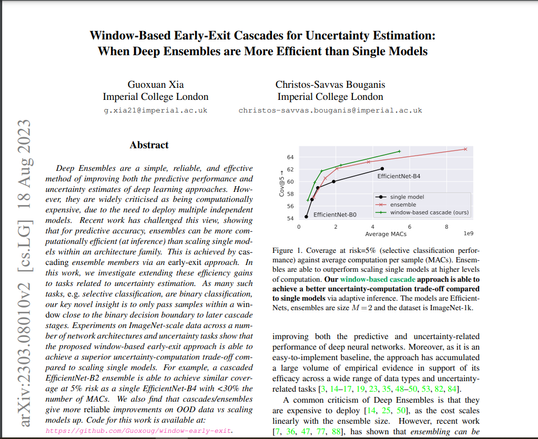 Window-Based Early-Exit Cascades for Uncertainty Estimation:
When Deep Ensembles are More Efficient than Single Models
Guoxuan Xia
Imperial College London
g.xia21@imperial.ac.uk
Christos-Savvas Bouganis
Imperial College London
christos-savvas.bouganis@imperial.ac.uk
arXiv:2303.08010v2 [cs.LG] 18 Aug 2023
Abstract
Deep Ensembles are a simple, reliable, and effective
method of improving both the predictive performance and
uncertainty estimates of deep learning approaches. How-
ever, they are widely criticised as being computationally
expensive, due to the need to deploy multiple independent
models. Recent work has challenged this view, showing
that for predictive accuracy, ensembles can be more com-
putationally efficient (at inference) than scaling single mod-
els within an architecture family. This is achieved by cas-
cading ensemble members via an early-exit approach. In
this work, we investigate extending these efficiency gains
to tasks related to uncertainty estimation. As many such
tasks, e.g. selective classification, are binary classification,
our key novel insight is to only pass samples within a win-
dow close to the binary decision boundary to later cascade
stages. Experiments on ImageNet-scale data across a num-
ber of network architectures and uncertainty tasks show that
the proposed window-based early-exit approach is able to
achieve a superior uncertainty-computation trade-off com-
pared to scaling single models. For example, a cascaded
EfficientNet-B2 ensemble is able to achieve similar cover-
age at 5% risk as a single EfficientNet-B4 with <30% the
number of MACs. We also find that cascades/ensembles
give more reliable improvements on OOD data vs scaling
models up. Code for this work is available at:
https://github.com/Guoxoug/window-early-exit.
64
62
60
58
56
54
Cov@5→
EfficientNet-B4
EfficientNet-B0
single model
ensemble
window-based cascade (ours)
0 2 4 6 8
1e9
Average MACs
Figure 1. Coverage at risk=5% (selective classification perfor-
mance) against average computation per sample (MACs). Ensem-
bles are able to outperform scaling single models at higher levels
of computation. Our window-based cascade approach is able to
achieve a better uncertainty-computation trade-off compared
to single models via adaptive inference. The models are Efficient-
Nets, ensembles are size M = 2 and the dataset is ImageNet-1k.
improving both the predictive and uncertainty-related
performance of deep neural networks. Moreover, as it is an
easy-to-implement baseline, the approach has accumulated
a large volume of empirical evidence in support of its
efficacy across a wide range of data types and uncertainty-
related tasks [3, 14–17, 19, 23, 35, 48–50, 53, 82, 84].
A common criticism of Deep Ensembles is that they
are expensive to deploy [14, 25, 50], as the cost scales
linearly with the ensemble size. However, recent work
[7, 36, 47, 77, 88], has shown that ensembling can be